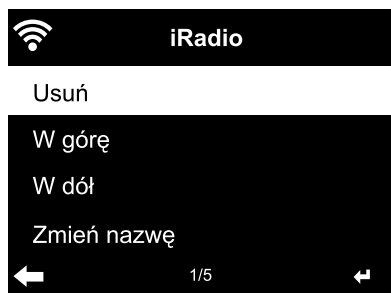 iRadio
Usuń
W górę
W dół
Zmień nazwę
1/5